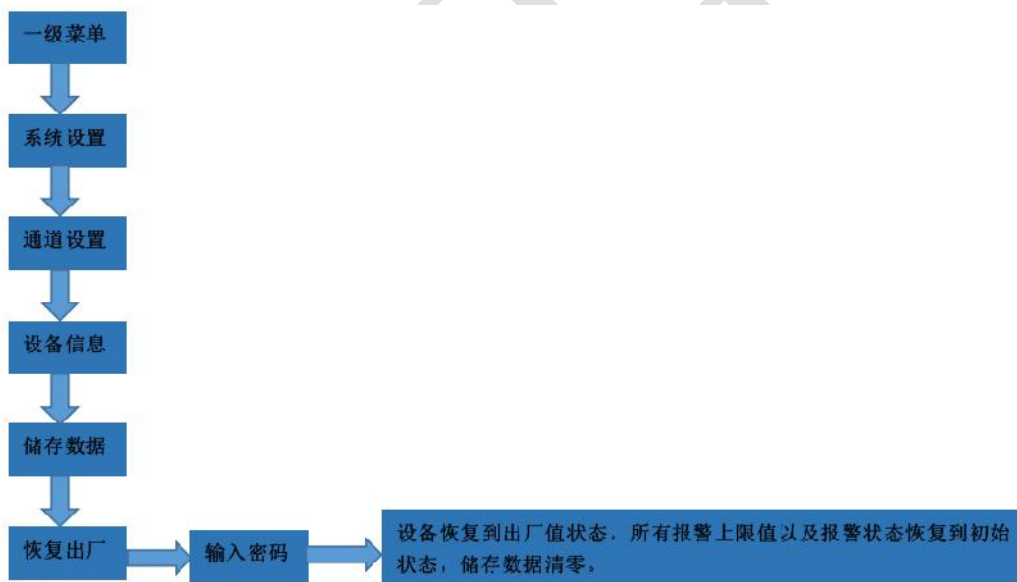 一级菜单
系统设置
通道设置
设备信息
储存数据
恢复出厂
输入密码
设备恢复到出厂值状态，所有报警上限值以及报警状态恢复到初始
状态，储存数据清零。